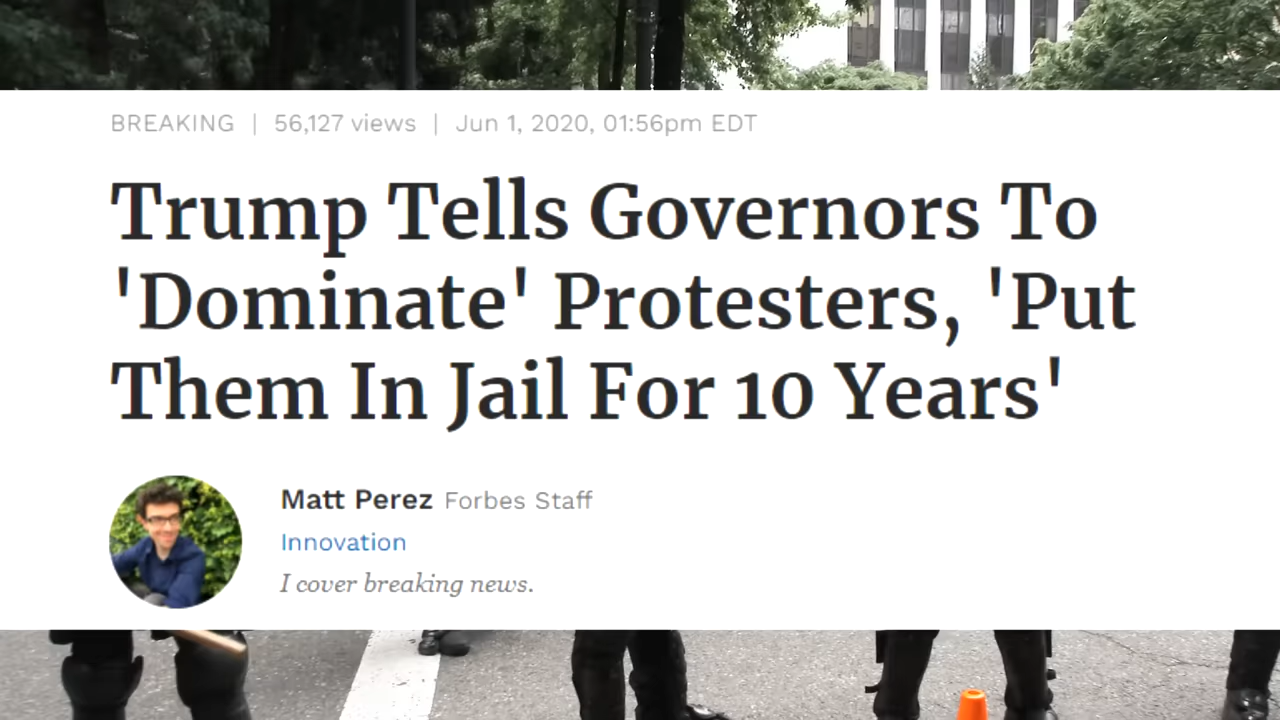 BREAKING | 56,127 views | Jun 1, 2020, 01:56pm EDT
Trump Tells Governors To
'Dominate' Protesters, 'Put
Them In Jail For 10 Years'
Matt Perez Forbes Staff
Innovation
I cover breaking news.